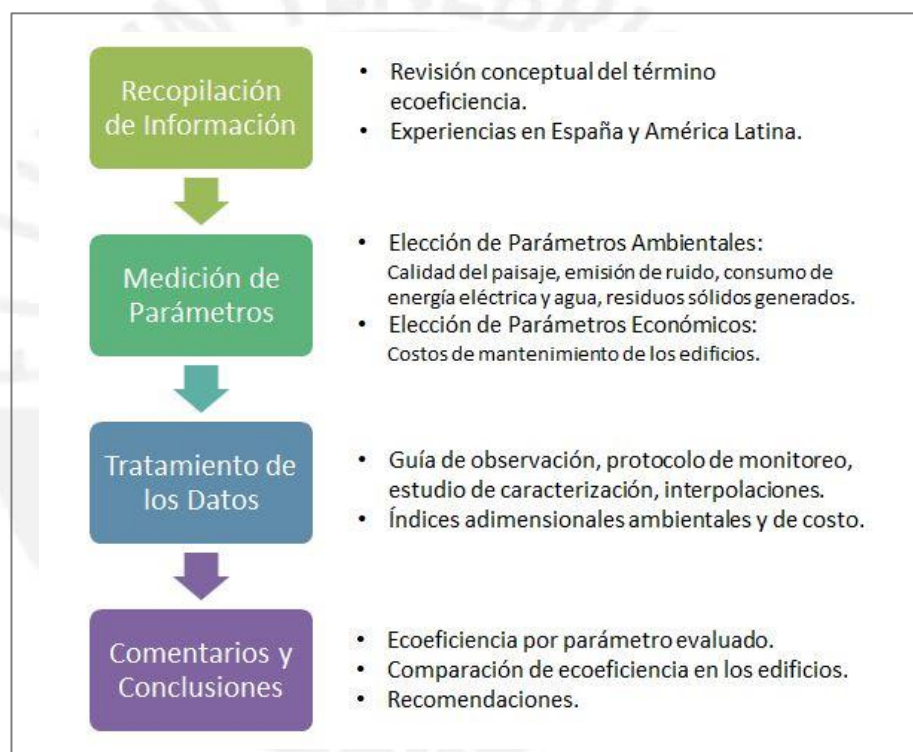 Recopilación
de Información
• Revisión conceptual del término
ecoeficiencia.
• Experiencias en España y América Latina.
Medición de
Parámetros
• Elección de Parámetros Ambientales:
Calidad del paisaje, emisión de ruido, consumo de
energía eléctrica y agua, residuos sólidos generados.
• Elección de Parámetros Económicos:
Costos de mantenimiento de los edificios.
Tratamiento de
los Datos
• Guía de observación, protocolo de monitoreo,
estudio de caracterización, interpolaciones.
• Índices adimensionales ambientales y de costo.
Comentarios y
Conclusiones
• Ecoeficiencia por parámetro evaluado.
• Comparación de ecoeficiencia en los edificios.
• Recomendaciones.